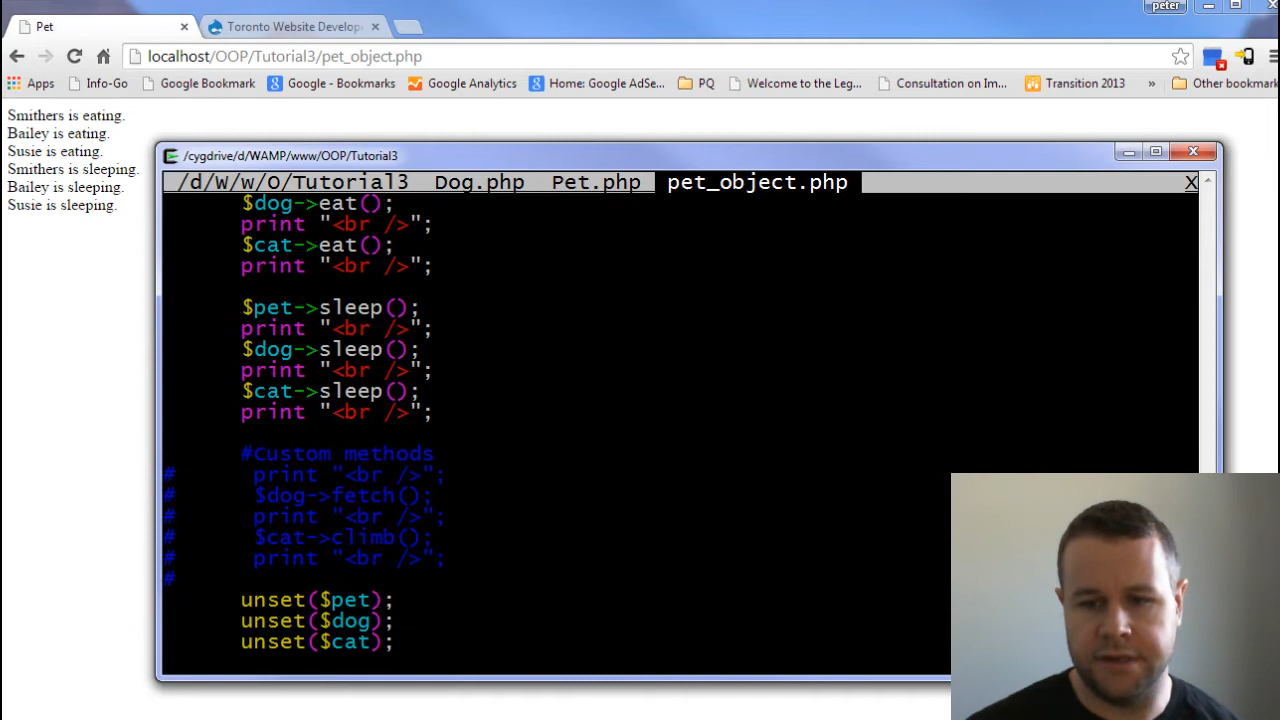 peter
Pet
Toronto Website Develop
localhost/OOP/Tutorial3/pet_object.php
Apps Info-Go Google Bookmark Google - Bookmarks Google Analytics Home: Google AdSe... PQ Welcome to the Leg... Consultation on Im... Transition 2013 » Other bookmark
Smithers is eating.
Bailey is eating.
Susie is eating.
Smithers is sleeping.
Bailey is sleeping.
Susie is sleeping.
/cygdrive/d/WAMP/www/OOP/Tutorial3
/d/W/w/O/Tutorial3 Dog.php Pet.php pet_object.php X
$dog->eat();
print "<br />";
$cat->eat();
print "<br />";
$pet->sleep();
print "<br />";
$dog->sleep();
print "<br />";
$cat->sleep();
print "<br />";
#Custom methods
# print "<br />";
# $dog->fetch();
# print "<br />";
# $cat->climb();
# print "<br />";
#
unset($pet);
unset($dog);
unset($cat);